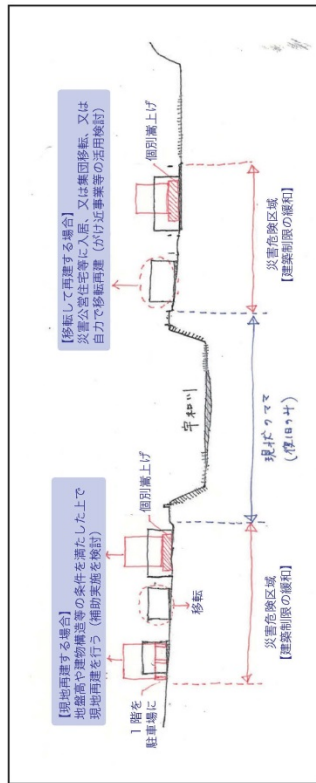 【現地再建する場合】
地盤高や建物構造等の条件を満たした上で
現地再建を行う（補助実施を検討）
【移転して再建する場合】
災害公営住宅等に入居、又は集団移転、又は
自力で移転再建（がけ近事業等の活用検討）
1階を
駐車場に
移転
個別嵩上げ
宇和川
個別嵩上げ
災害危険区域
【建築制限の緩和】
現状のママ
(復旧のみ)
災害危険区域
【建築制限の緩和】